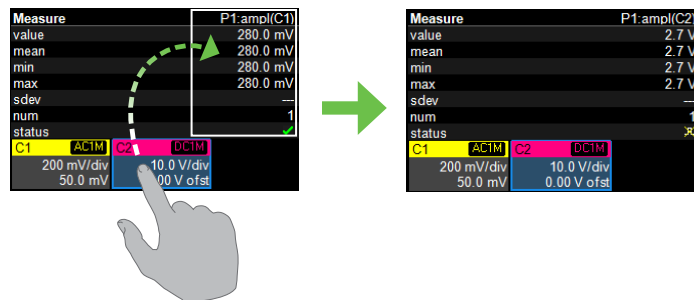 Measure P1:ampl(C1)
value 280.0 mV
mean 280.0 mV
min 280.0 mV
max 280.0 mV
sdev ---
num 1
status
C1 AC1M C2 DC1M
200 mV/div 10.0 V/div
50.0 mV .00 V ofst
Measure P1:ampl(C2)
value 2.7 V
mean 2.7 V
min 2.7 V
max 2.7 V
sdev ---
num 1
status
C1 AC1M C2 DC1M
200 mV/div 10.0 V/div
50.0 mV 0.00 V ofst